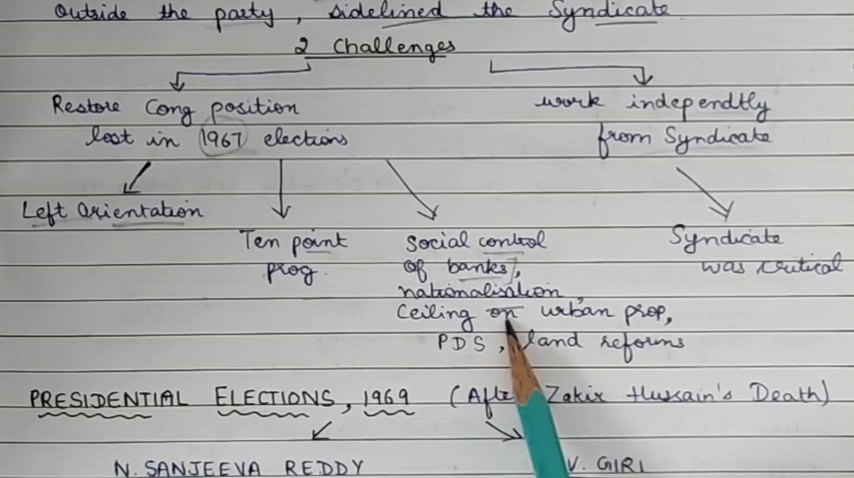 outside the party, sidelined the Syndicate
2 Challenges
Restore Cong position
lost in 1967 elections
work independtly
from Syndicate
Left Orientation
Ten point
prog.
Social control
of banks,
nationalisation,
Ceiling on urban prop,
PDS, land reforms
Syndicate
was critical
PRESIDENTIAL ELECTIONS, 1969 (After Zakir Hussain's Death)
N. SANJEEVA REDDY
V. GIRI